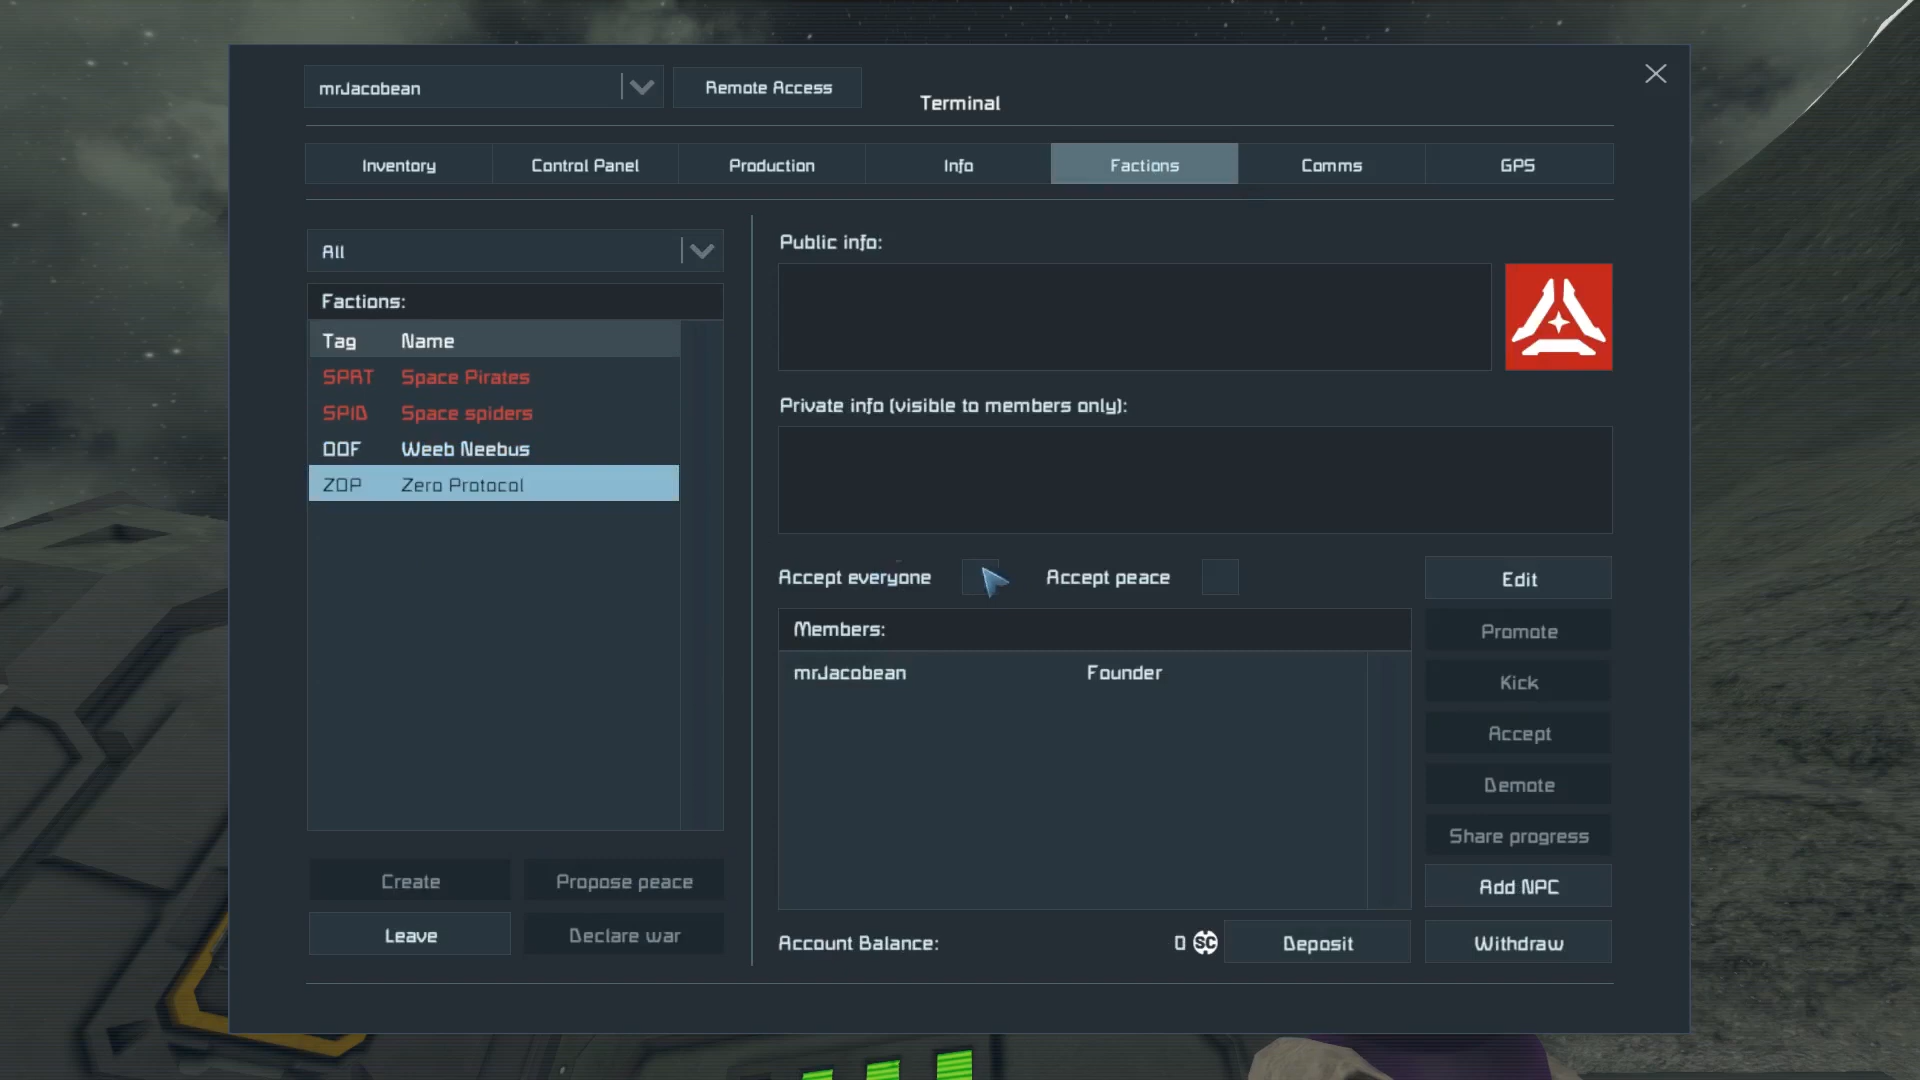 mrJacobean
Remote Access
Terminal
Inventory
Control Panel
Production
Info
Factions
Comms
GPS
All
Factions:
Tag Name
SPRT Space Pirates
SPID Space spiders
OOF Weeb Neebus
ZOP Zero Protocol
Create
Propose peace
Leave
Declare war
Public info:
Private info (visible to members only):
Accept everyone
Accept peace
Members:
mrJacobean Founder
Edit
Promote
Kick
Accept
Demote
Share progress
Add NPC
Account Balance: 0 SC
Deposit
Withdraw